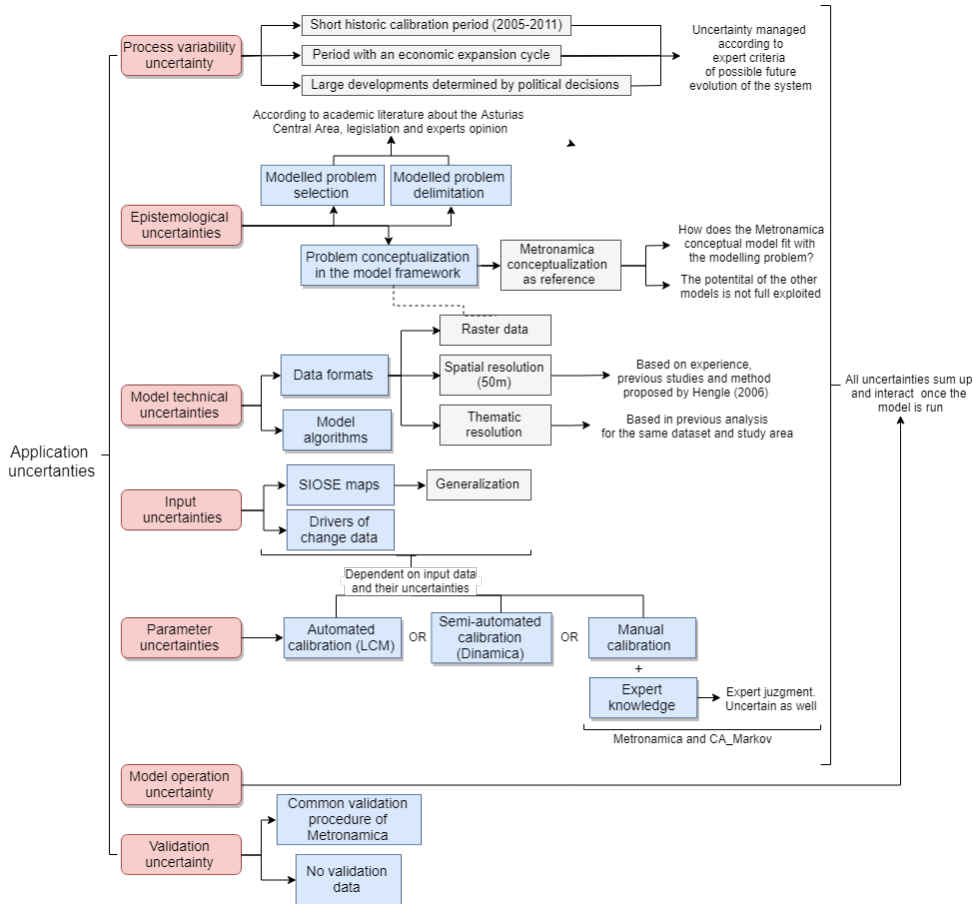 Application
uncertanties
Process variability
uncertainty
Short historic calibration period (2005-2011)
Period with an economic expansion cycle
Large developments determined by political decisions
Uncertainty managed
according to
expert criteria
of possible future
evolution of the system
According to academic literature about the Asturias
Central Area, legislation and experts opinion
Modelled problem
selection
Modelled problem
delimitation
Epistemological
uncertainties
Problem conceptualization
in the model framework
Metronamica
conceptualization
as reference
How does the Metronamica
conceptual model fit with
the modelling problem?
The potentital of the other
models is not full exploited
Model technical
uncertainties
Data formats
Model
algorithms
Raster data
Spatial resolution
(50m)
Thematic
resolution
Based on experience,
previous studies and method
proposed by Hengle (2006)
Based in previous analysis
for the same dataset and study area
Input
uncertainties
SIOSE maps
Generalization
Drivers of
change data
Dependent on input data
and their uncertainties
Parameter
uncertainties
Automated
calibration (LCM)
OR
Semi-automated
calibration
(Dinamica)
OR
Manual
calibration
+
Expert
knowledge
Expert juzgment.
Uncertain as well
Metronamica and CA_Markov
All uncertainties sum up
and interact once the
model is run
Model operation
uncertainty
Validation
uncertainty
Common validation
procedure of
Metronamica
No validation
data